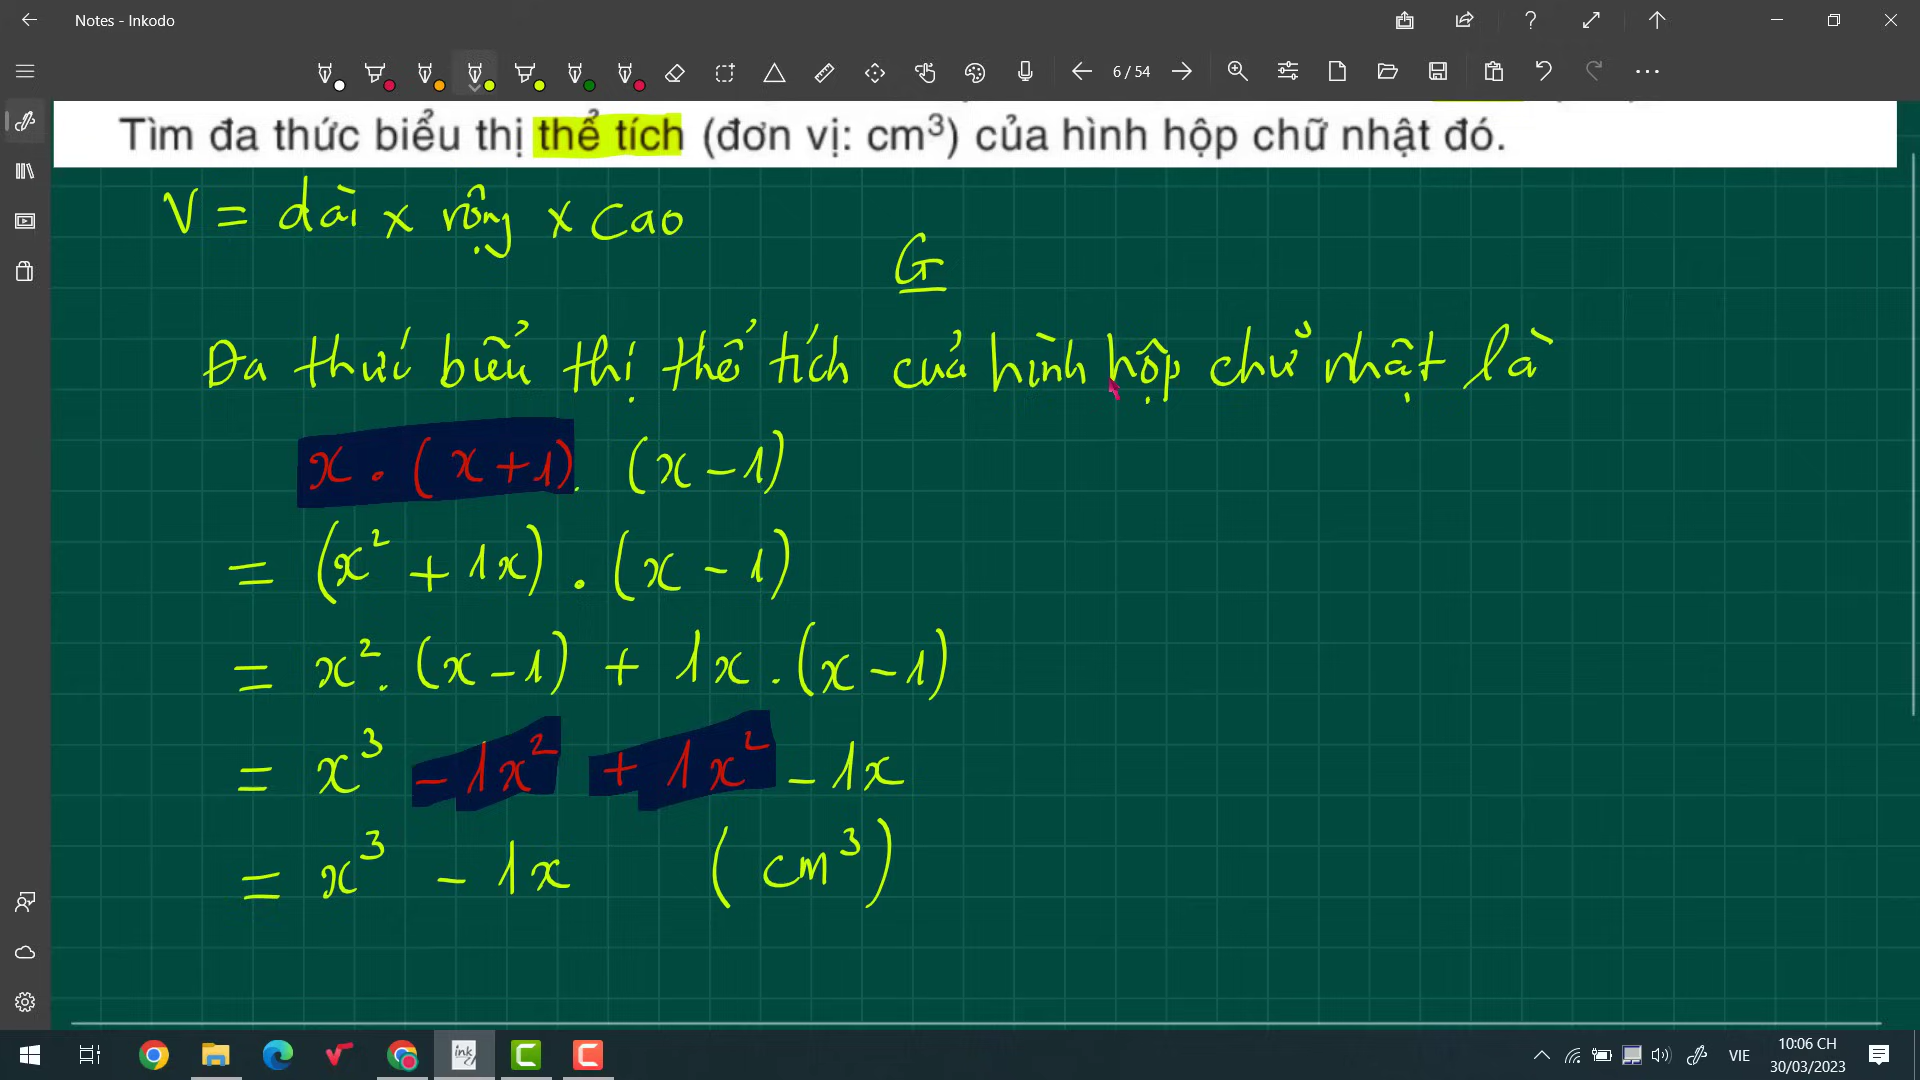 Notes - Inkodo
6 / 54
Tìm đa thức biểu thị thể tích (đơn vị: cm³) của hình hộp chữ nhật đó.
V = dài x rộng x cao
G
Đa thức biểu thị thể tích của hình hộp chữ nhật là
x . (x+1). (x-1)
= (x² + 1x) . (x - 1)
= x². (x-1) + 1x . (x-1)
= x³ - 1x² + 1x² - 1x
= x³ - 1x (cm³)
ink
VIE
10:06 CH
30/03/2023